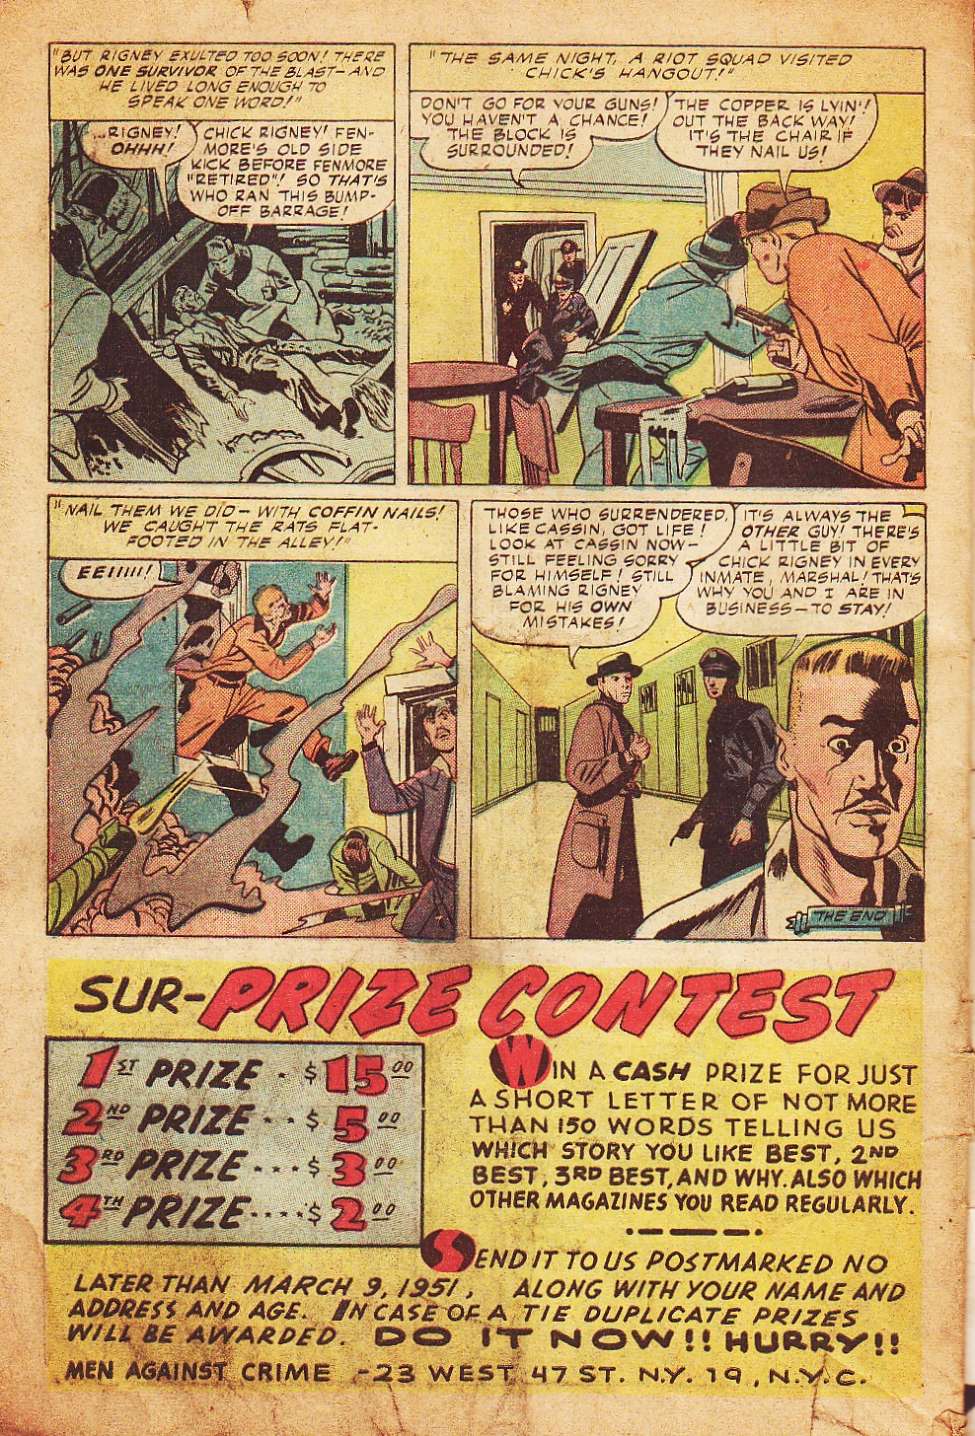 "BUT RIGNEY EXULTED TOO SOON! THERE
WAS ONE SURVIVOR OF THE BLAST—AND
HE LIVED LONG ENOUGH TO
SPEAK ONE WORD!"
...RIGNEY!
OHHH!
CHICK RIGNEY! FEN-
MORE'S OLD SIDE
KICK BEFORE FENMORE
"RETIRED"! SO THAT'S
WHO RAN THIS BUMP-
OFF BARRAGE!
"THE SAME NIGHT, A RIOT SQUAD VISITED
CHICK'S HANGOUT!"
DON'T GO FOR YOUR GUNS!
YOU HAVEN'T A CHANCE!
THE BLOCK IS
SURROUNDED!
THE COPPER IS LYIN'!
OUT THE BACK WAY!
IT'S THE CHAIR IF
THEY NAIL US!
"NAIL THEM WE DID—WITH COFFIN NAILS!
WE CAUGHT THE RATS FLAT-
FOOTED IN THE ALLEY!"
EEIIIII!
THOSE WHO SURRENDERED,
LIKE CASSIN, GOT LIFE!
LOOK AT CASSIN NOW—
STILL FEELING SORRY
FOR HIMSELF! STILL
BLAMING RIGNEY
FOR HIS OWN
MISTAKES!
IT'S ALWAYS THE
OTHER GUY! THERE'S
A LITTLE BIT OF
CHICK RIGNEY IN EVERY
INMATE, MARSHAL! THAT'S
WHY YOU AND I ARE IN
BUSINESS—TO STAY!
THE END
SUR-PRIZE CONTEST
1ST PRIZE - $15.00
2ND PRIZE - - $5.00
3RD PRIZE - - - $3.00
4TH PRIZE - - - - $2.00
WIN A CASH PRIZE FOR JUST
A SHORT LETTER OF NOT MORE
THAN 150 WORDS TELLING US
WHICH STORY YOU LIKE BEST, 2ND
BEST, 3RD BEST, AND WHY. ALSO WHICH
OTHER MAGAZINES YOU READ REGULARLY.
SEND IT TO US POSTMARKED NO
LATER THAN MARCH 9, 1951, ALONG WITH YOUR NAME AND
ADDRESS AND AGE. IN CASE OF A TIE DUPLICATE PRIZES
WILL BE AWARDED. DO IT NOW!! HURRY!!
MEN AGAINST CRIME -23 WEST 47 ST. N.Y. 19, N.Y.C.